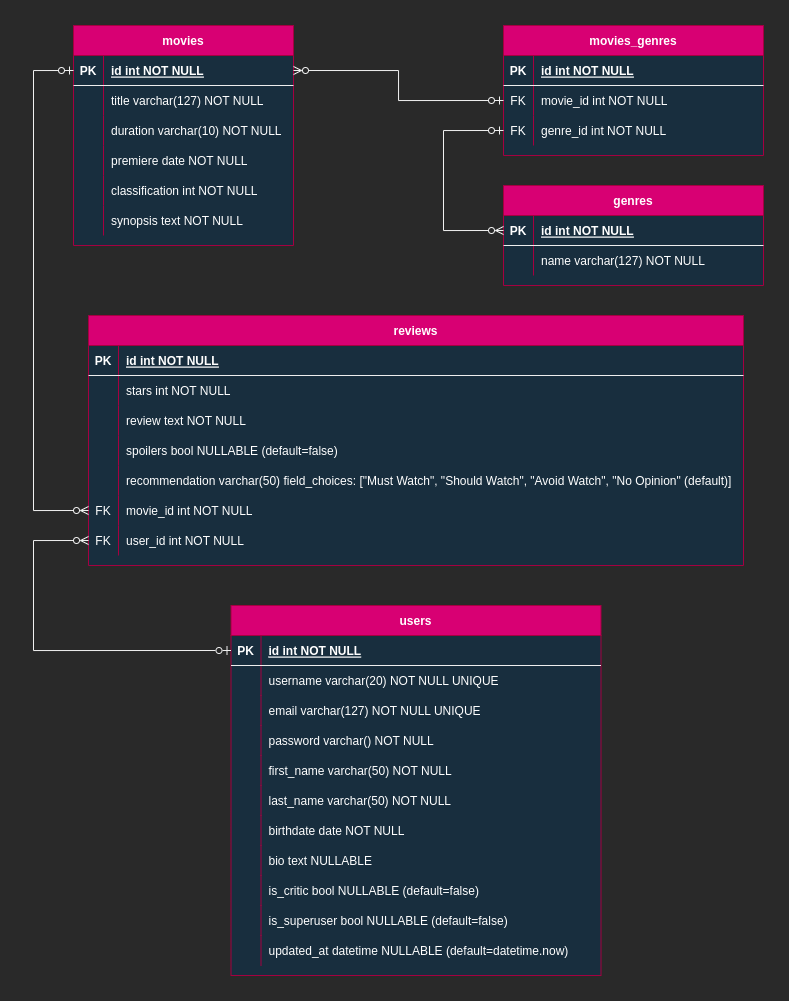 movies
PK id int NOT NULL
title varchar(127) NOT NULL
duration varchar(10) NOT NULL
premiere date NOT NULL
classification int NOT NULL
synopsis text NOT NULL
movies_genres
PK id int NOT NULL
FK movie_id int NOT NULL
FK genre_id int NOT NULL
genres
PK id int NOT NULL
name varchar(127) NOT NULL
reviews
PK id int NOT NULL
stars int NOT NULL
review text NOT NULL
spoilers bool NULLABLE (default=false)
recommendation varchar(50) field_choices: ["Must Watch", "Should Watch", "Avoid Watch", "No Opinion" (default)]
FK movie_id int NOT NULL
FK user_id int NOT NULL
users
PK id int NOT NULL
username varchar(20) NOT NULL UNIQUE
email varchar(127) NOT NULL UNIQUE
password varchar() NOT NULL
first_name varchar(50) NOT NULL
last_name varchar(50) NOT NULL
birthdate date NOT NULL
bio text NULLABLE
is_critic bool NULLABLE (default=false)
is_superuser bool NULLABLE (default=false)
updated_at datetime NULLABLE (default=datetime.now)